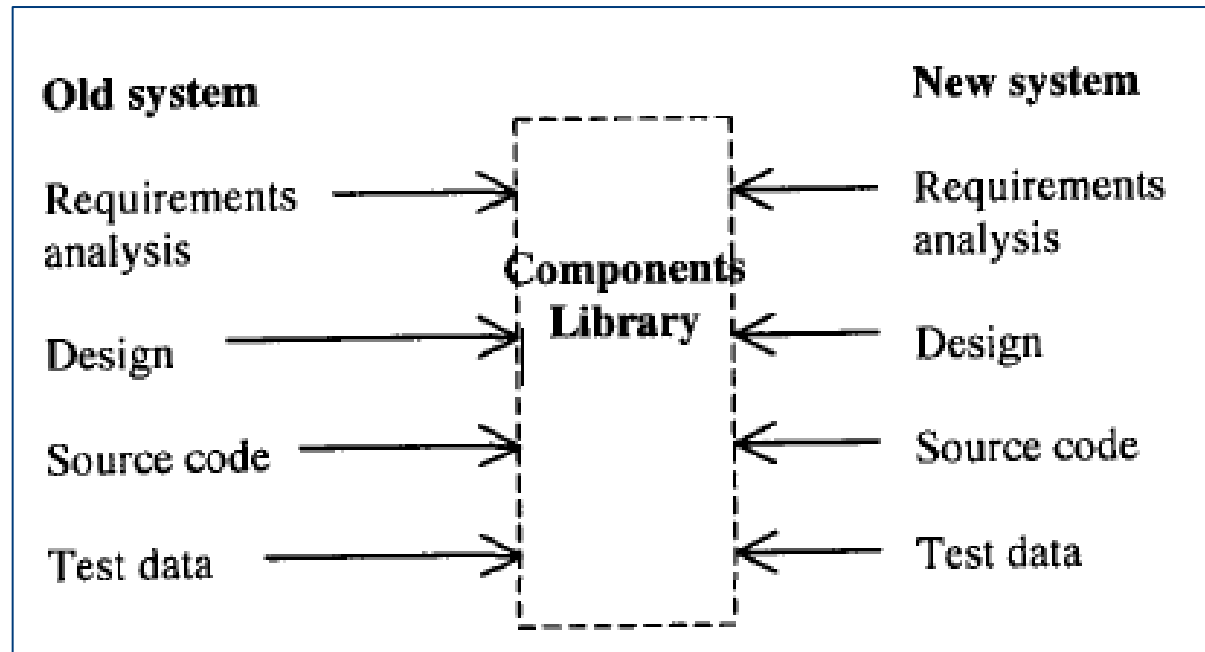 Old system
Requirements
analysis
Design
Source code
Test data
Components
Library
New system
Requirements
analysis
Design
Source code
Test data